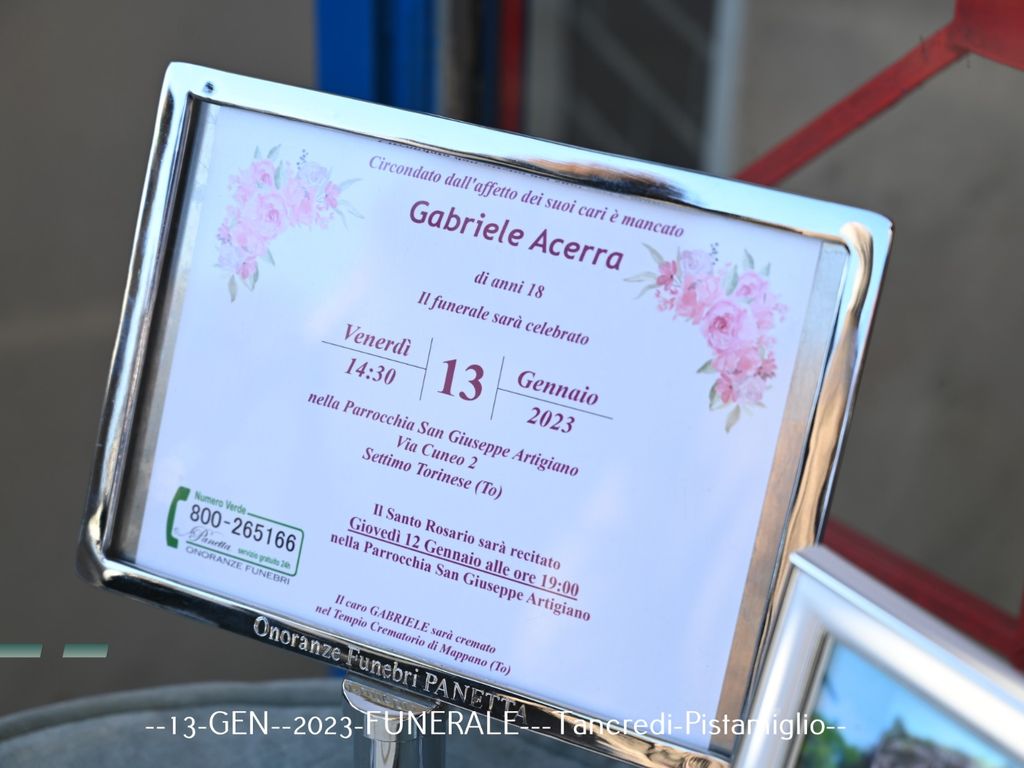 Circondato dall'affetto dei suoi cari è mancato
Gabriele Acerra
di anni 18
Il funerale sarà celebrato
Venerdì
14:30
13
Gennaio
2023
nella Parrocchia San Giuseppe Artigiano
Via Cuneo 2
Settimo Torinese (To)
Il Santo Rosario sarà recitato
Giovedì 12 Gennaio alle ore 19:00
nella Parrocchia San Giuseppe Artigiano
Numero Verde
800-265166
Panetta servizio gratuito 24h
ONORANZE FUNEBRI
Il caro GABRIELE sarà cremato
nel Tempio Crematorio di Mappano (To)
Onoranze Funebri PANETTA
--13-GEN--2023-FUNERALE---Tancredi-Pistamiglio--